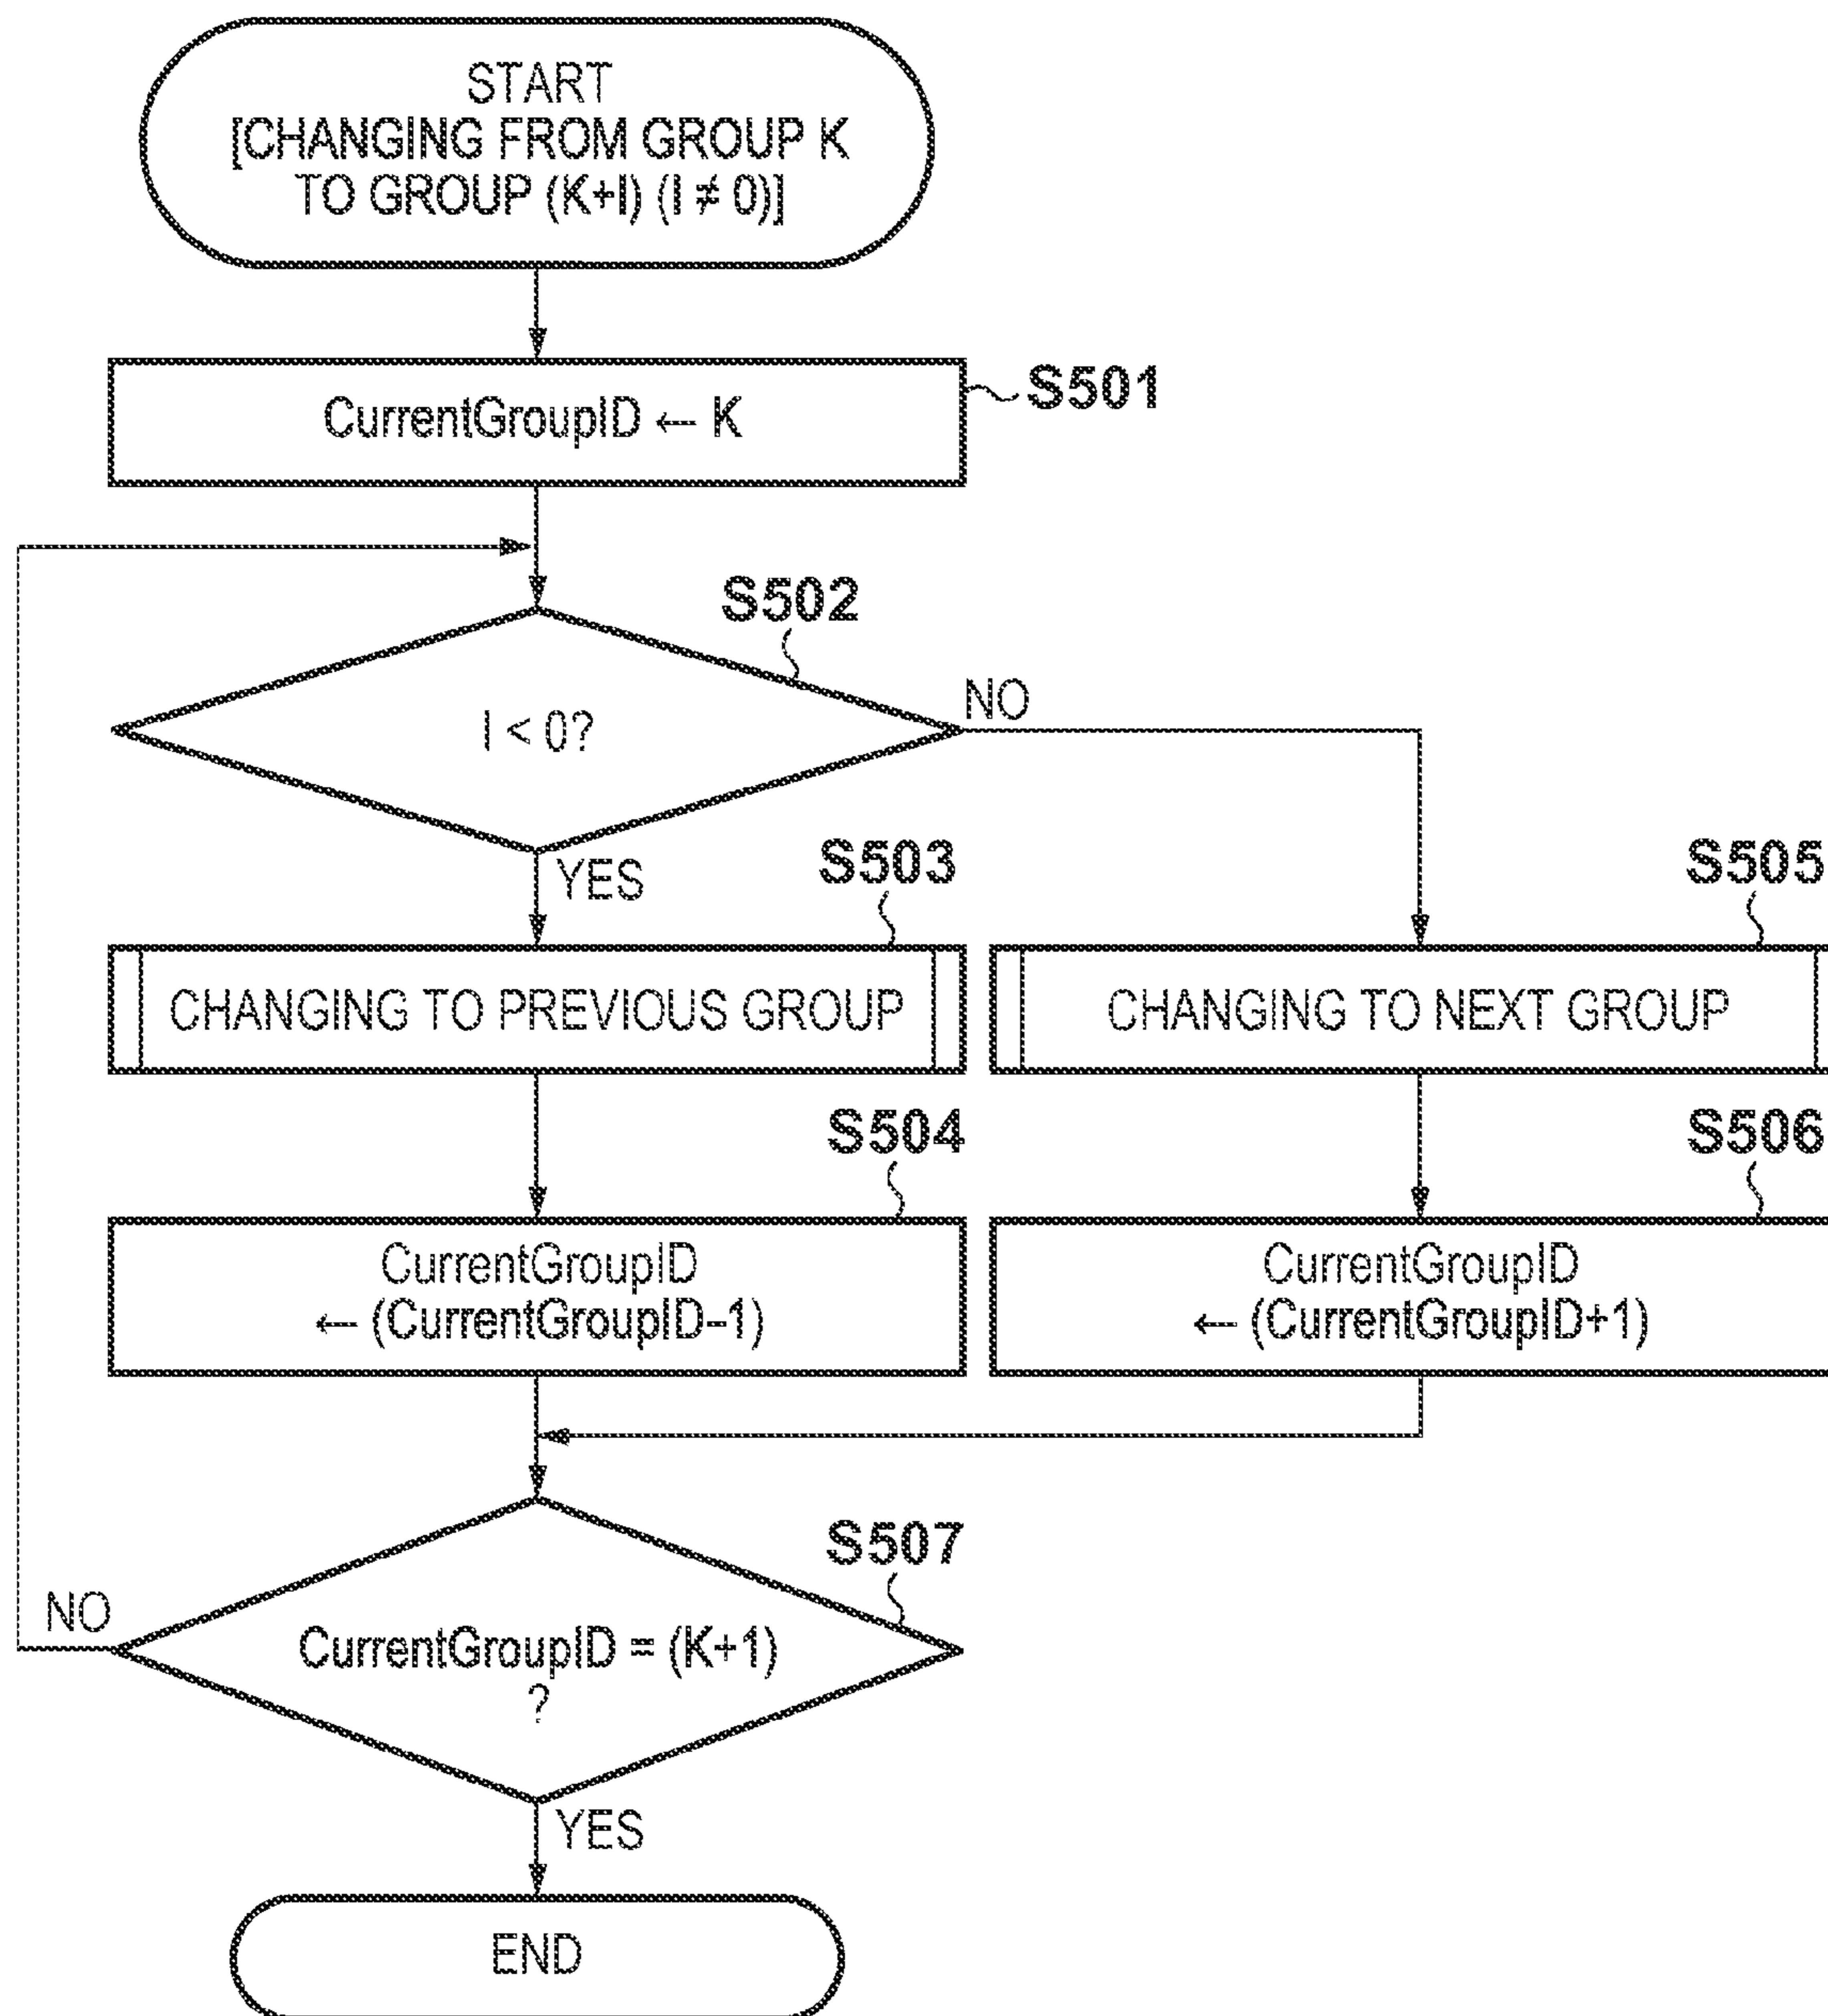 START
[CHANGING FROM GROUP K
TO GROUP (K+I) (I ≠ 0)]
CurrentGroupID ← K
S501
S502
I < 0?
NO
YES
S503
S505
CHANGING TO PREVIOUS GROUP
CHANGING TO NEXT GROUP
S504
S506
CurrentGroupID
← (CurrentGroupID–1)
CurrentGroupID
← (CurrentGroupID+1)
S507
NO
CurrentGroupID = (K+1)
?
YES
END